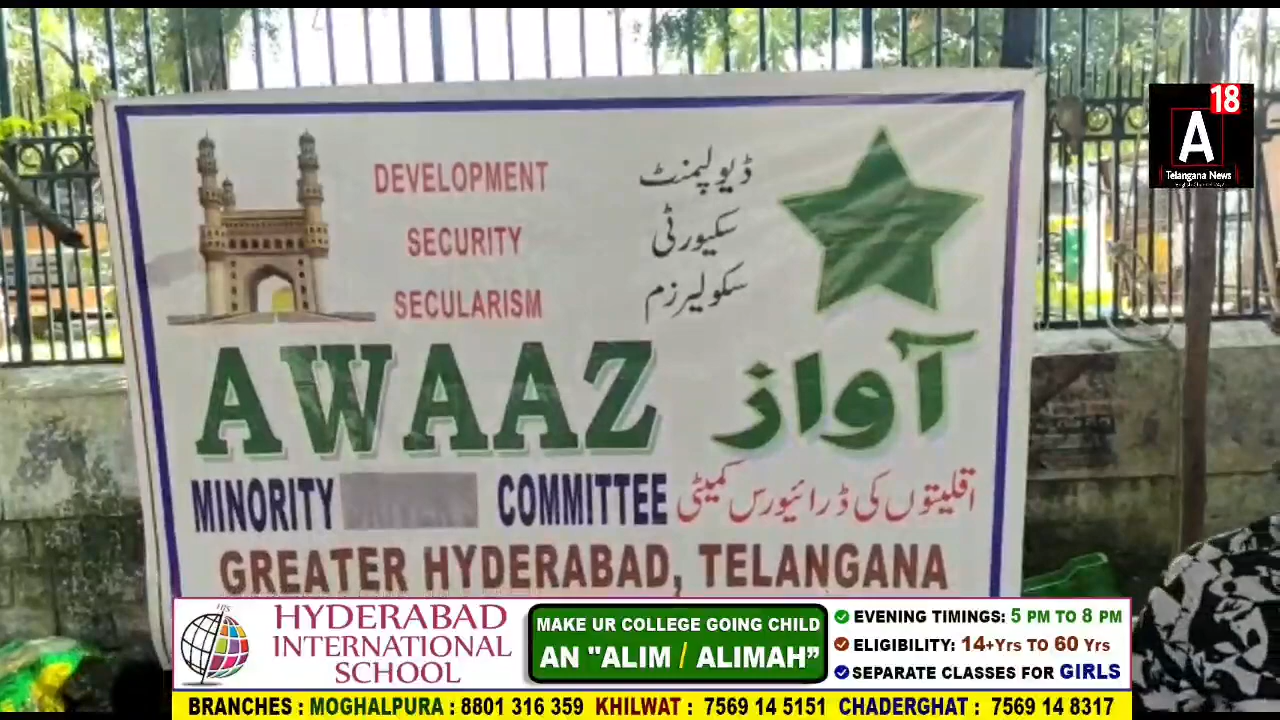 18
A
Telangana News
DEVELOPMENT
ڈیولپمنٹ
SECURITY
سکیورٹی
SECULARISM
سکولیرزم
AWAAZ
آواز
MINORITY COMMITTEE
اقلیتوں کی ڈرائیورس کمیٹی
GREATER HYDERABAD, TELANGANA
HIS
HYDERABAD
INTERNATIONAL
SCHOOL
MAKE UR COLLEGE GOING CHILD
AN "ALIM / ALIMAH”
EVENING TIMINGS: 5 PM TO 8 PM
ELIGIBILITY: 14+Yrs TO 60 Yrs
SEPARATE CLASSES FOR GIRLS
BRANCHES : MOGHALPURA : 8801 316 359 KHILWAT : 7569 14 5151 CHADERGHAT : 7569 14 8317